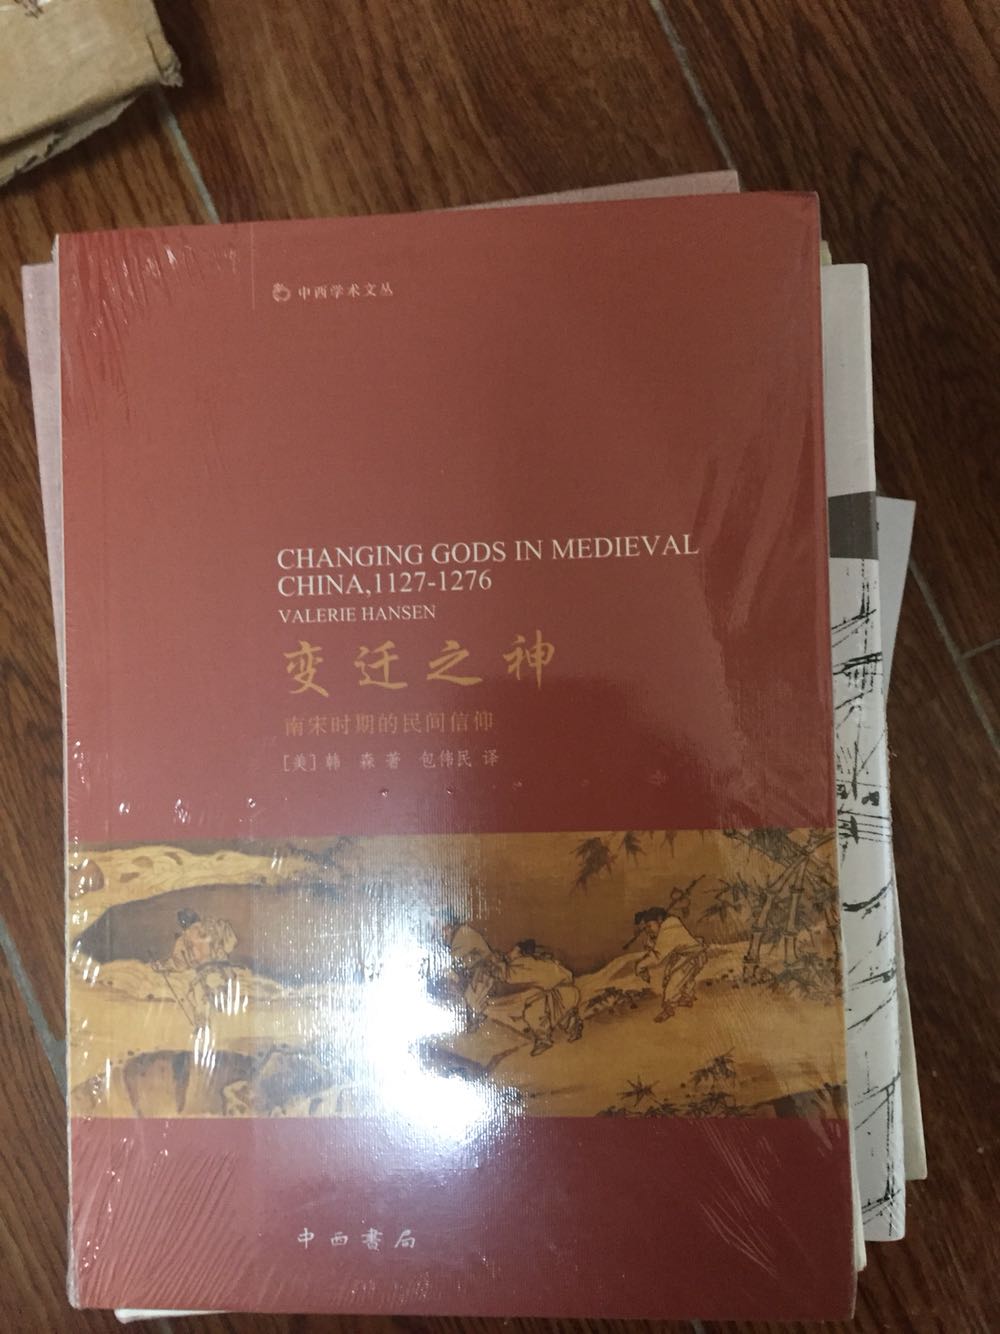 中西学术文丛
CHANGING GODS IN MEDIEVAL
CHINA,1127-1276
VALERIE HANSEN
变迁之神
南宋时期的民间信仰
[美] 韩 森 著 包伟民 译
中西書局